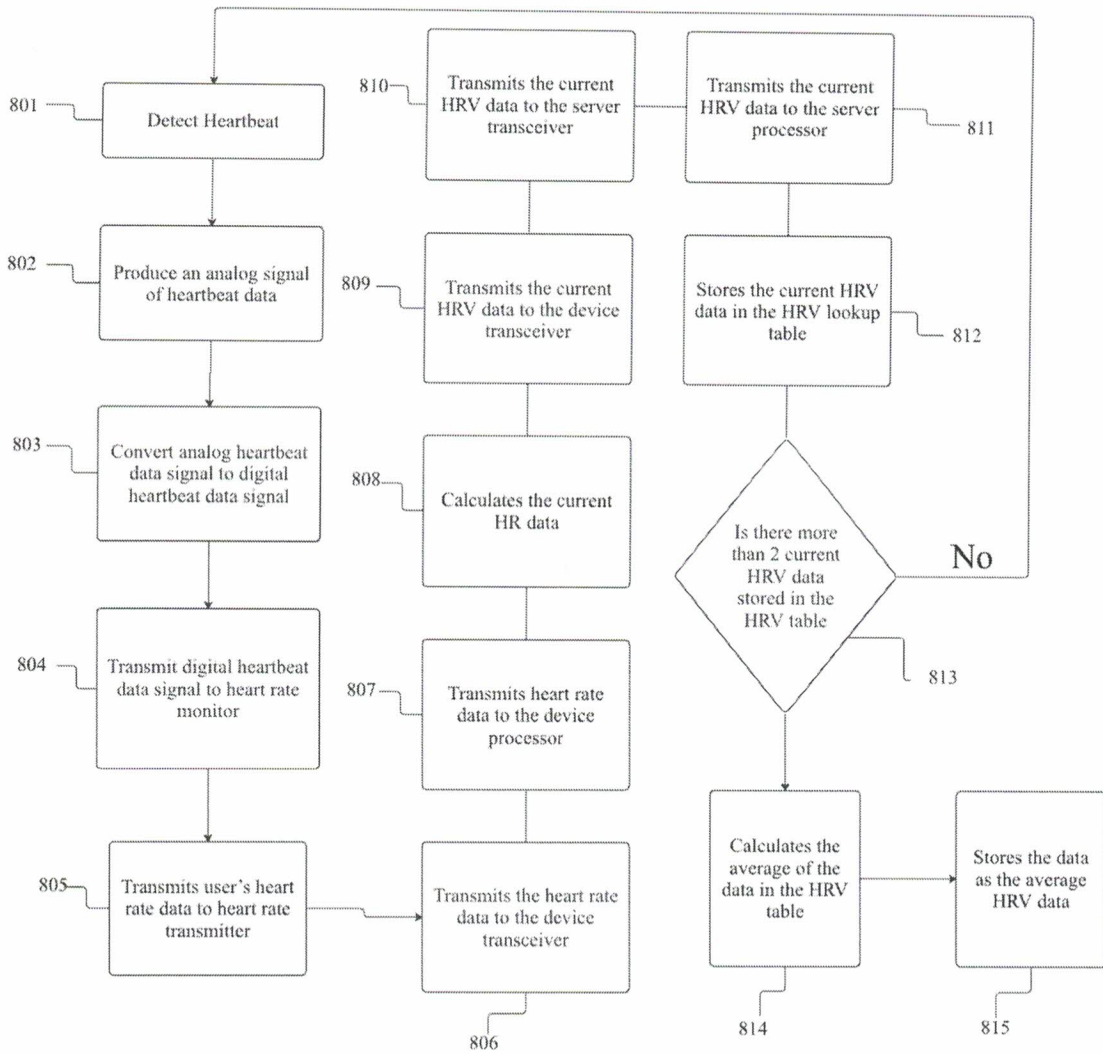 801
Detect Heartbeat
802
Produce an analog signal
of heartbeat data
803
Convert analog heartbeat
data signal to digital
heartbeat data signal
804
Transmit digital heartbeat
data signal to heart rate
monitor
805
Transmits user's heart
rate data to heart rate
transmitter
Transmits the heart rate
data to the device
transceiver
806
807
Transmits heart rate
data to the device
processor
808
Calculates the current
HR data
809
Transmits the current
HRV data to the device
transceiver
810
Transmits the current
HRV data to the server
transceiver
Transmits the current
HRV data to the server
processor
811
Stores the current HRV
data in the HRV lookup
table
812
Is there more
than 2 current
HRV data
stored in the
HRV table
No
813
Calculates the
average of the
data in the HRV
table
814
Stores the data
as the average
HRV data
815